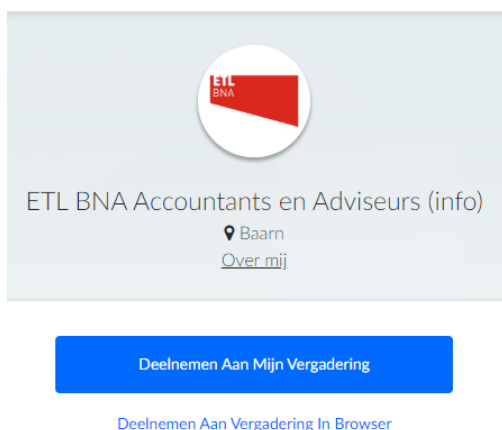 ETL
BNA
ETL BNA Accountants en Adviseurs (info)
Baarn
Over mij
Deelnemen Aan Mijn Vergadering
Deelnemen Aan Vergadering In Browser